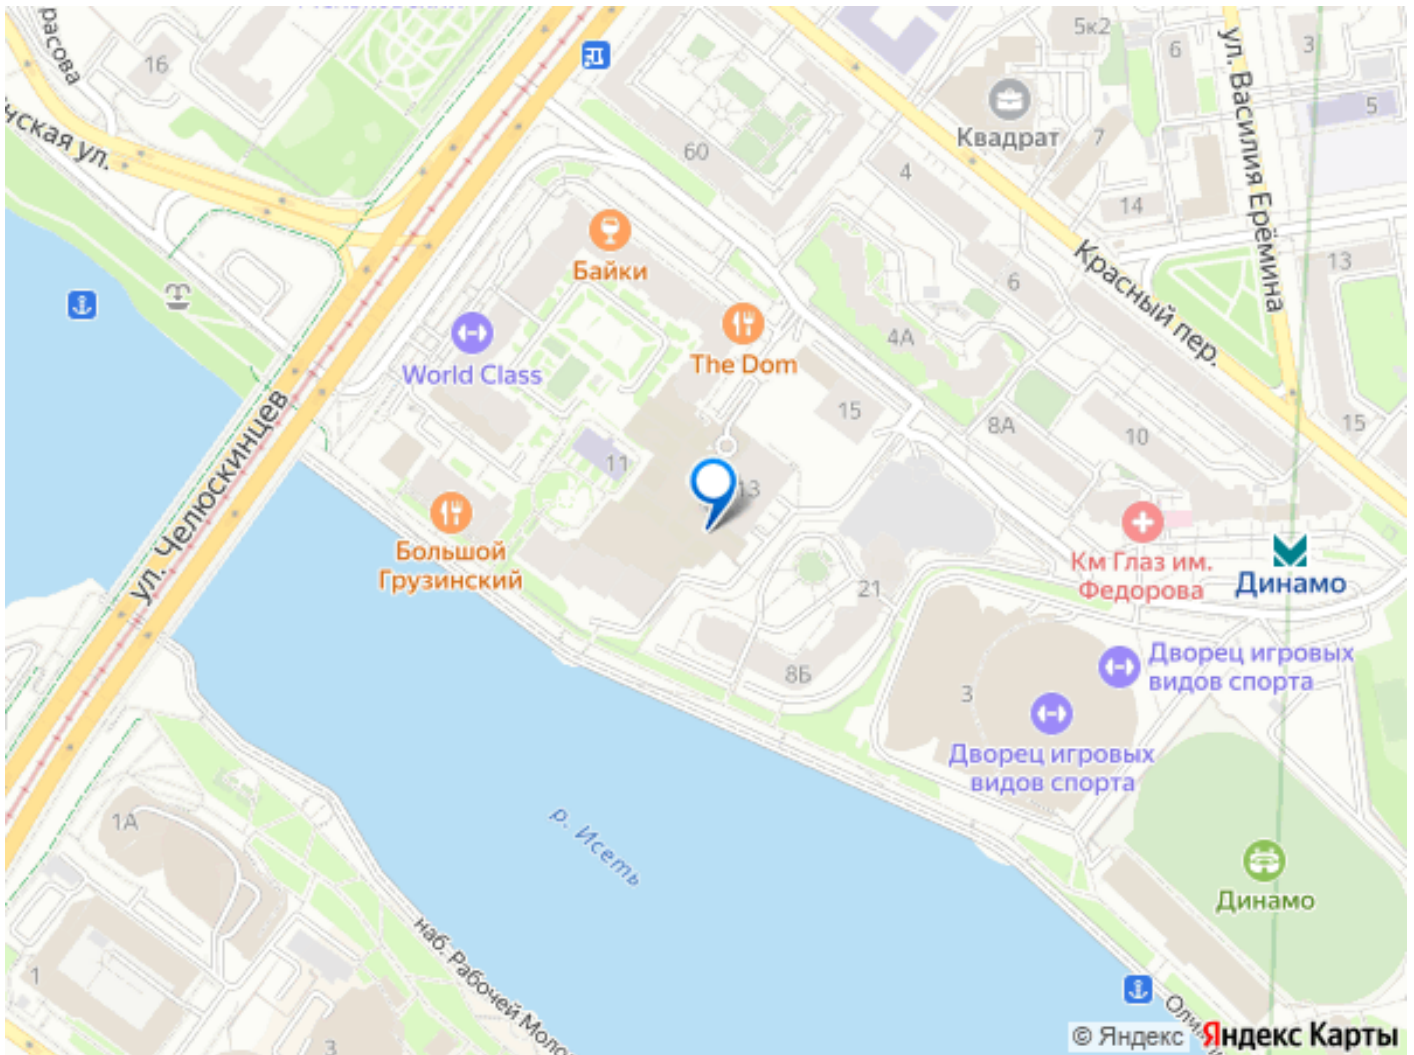 5к2
6
3
16
5
Квадрат
7
60
4
14
ул. Василия Ерёмина
Байки
13
6
Красный пер.
4А
World Class
The Dom
15
8А
10
15
11
13
ул. Челюскинцев
Большой
Грузинский
Км Глаз им.
Федорова
Динамо
21
8Б
3
Дворец игровых
видов спорта
Дворец игровых
видов спорта
1А
р. Исеть
Динамо
1
3
наб. Рабочей Моло
© Яндекс
Яндекс Карты